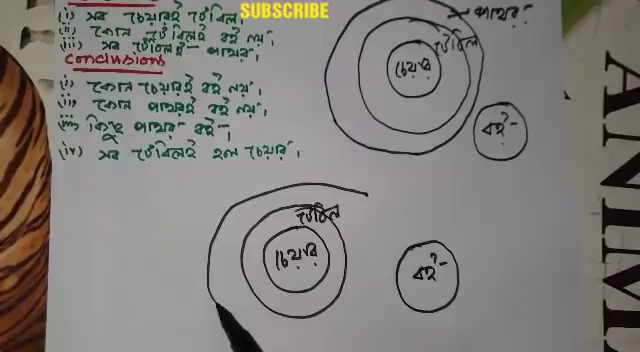 (i) সব চেয়ারই টেবিল
SUBSCRIBE
(ii) কোন টেবিলই বই নয়।
(iii) সব টেবিলই পাথর।
Conclusions
(i) কোন চেয়ারই বই নয়।
(ii) কোন পাথরই বই নয়।
(iii) কিছু পাথর বই।
(iv) সব টেবিলই হল চেয়ার।
পাথর
টেবিল
চেয়ার
বই
টেবিল
চেয়ার
বই
ANIM